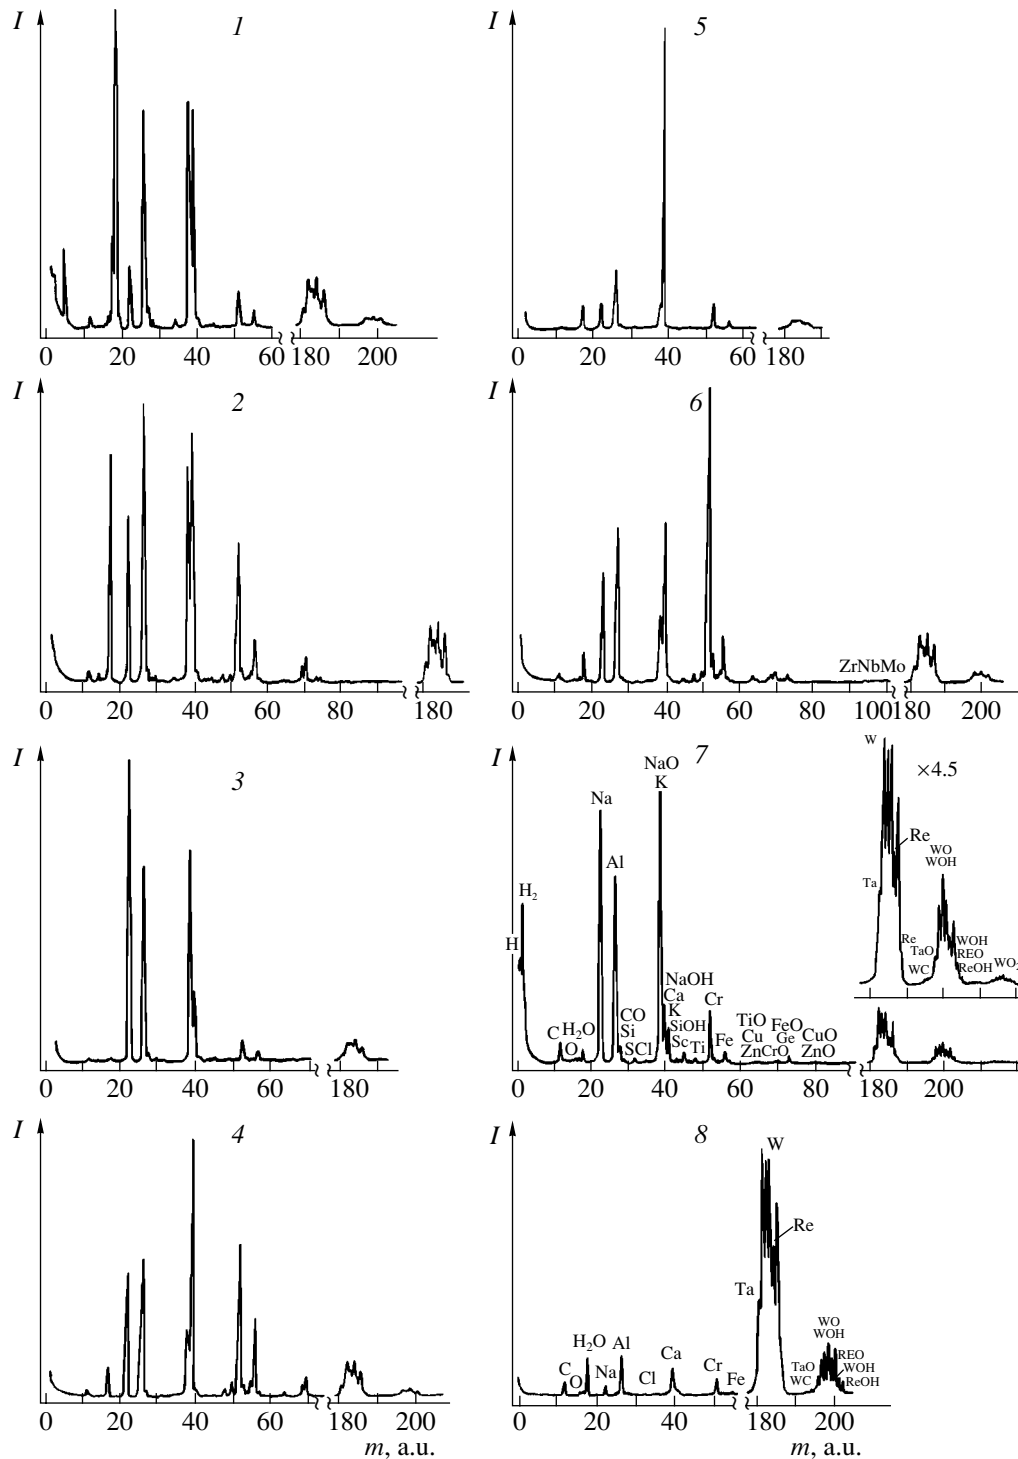 I
1
0 20 40 60 180 200
I
5
0 20 40 60 180
I
2
0 20 40 60 80 180
I
6
ZrNbMo
0 20 40 60 80 100 180 200
I
3
0 20 40 60 180
I
7
H
H2
C
H2O
O
Na
Al
CO
Si
SCl
NaO
K
NaOH
Ca
K
SiOH
Sc
Ti
Cr
Fe
TiO
Cu
Zn
CrO
FeO
Ge
CuO
ZnO
W
×4.5
Re
WO
WOH
Ta
Re
TaO
WC
WOH
REO
ReOH
WO2
0 20 40 60 80 180 200
I
4
0 20 40 60 80 180 200
m, a.u.
I
8
C
O
H2O
Na
Al
Cl
Ca
Cr
Fe
W
Re
Ta
WO
WOH
TaO
WC
REO
WOH
ReOH
0 20 40 60 180 200
m, a.u.